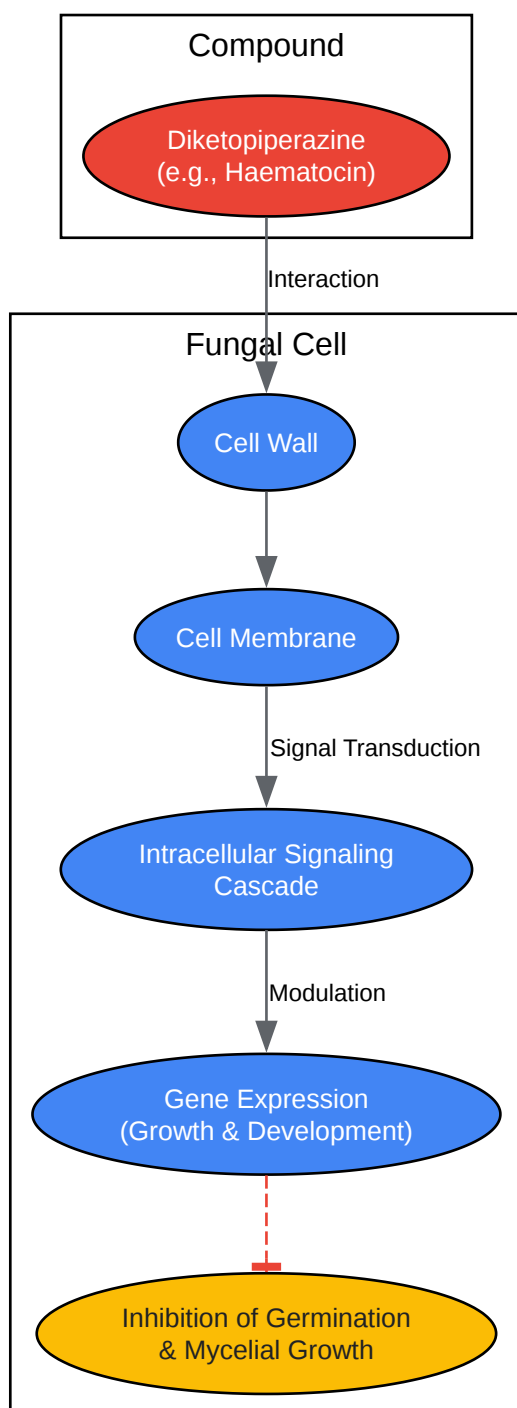 Compound
Diketopiperazine
(e.g., Haematocin)
Interaction
Fungal Cell
Cell Wall
Cell Membrane
Signal Transduction
Intracellular Signaling
Cascade
Modulation
Gene Expression
(Growth & Development)
Inhibition of Germination
& Mycelial Growth